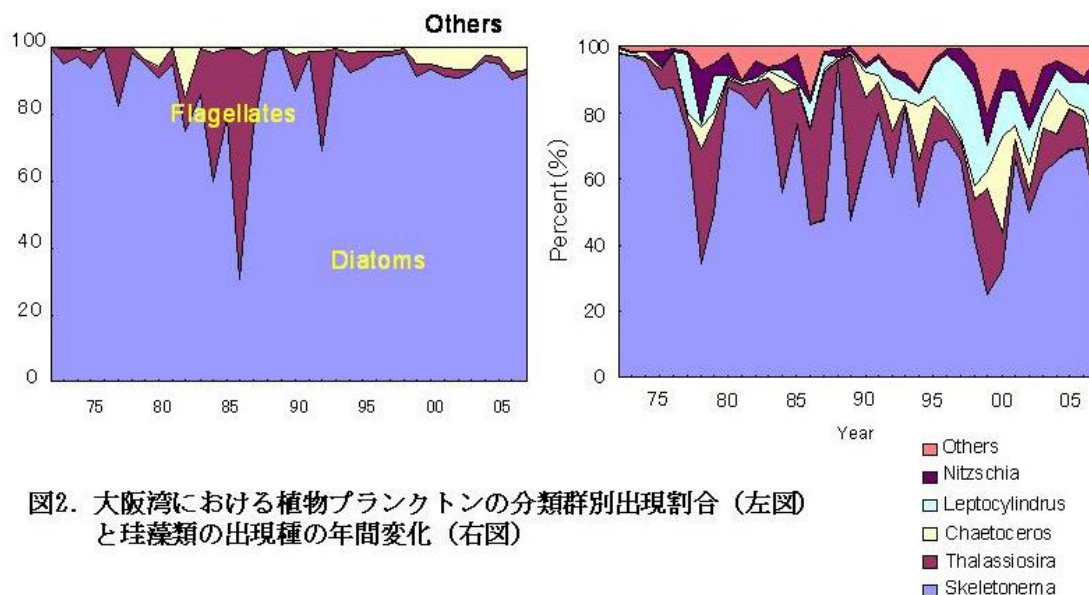 Others
100
80
60
40
20
0
Flagellates
Diatoms
75 80 85 90 95 00 05
100
80
60
40
20
0
Percent(%)
75 80 85 90 95 00 05
Year
Others
Nitzschia
Leptocylindrus
Chaetoceros
Thalassiosira
Skeletonema
図2. 大阪湾における植物プランクトンの分類群別出現割合(左図)
と珪藻類の出現種の年間変化(右図)